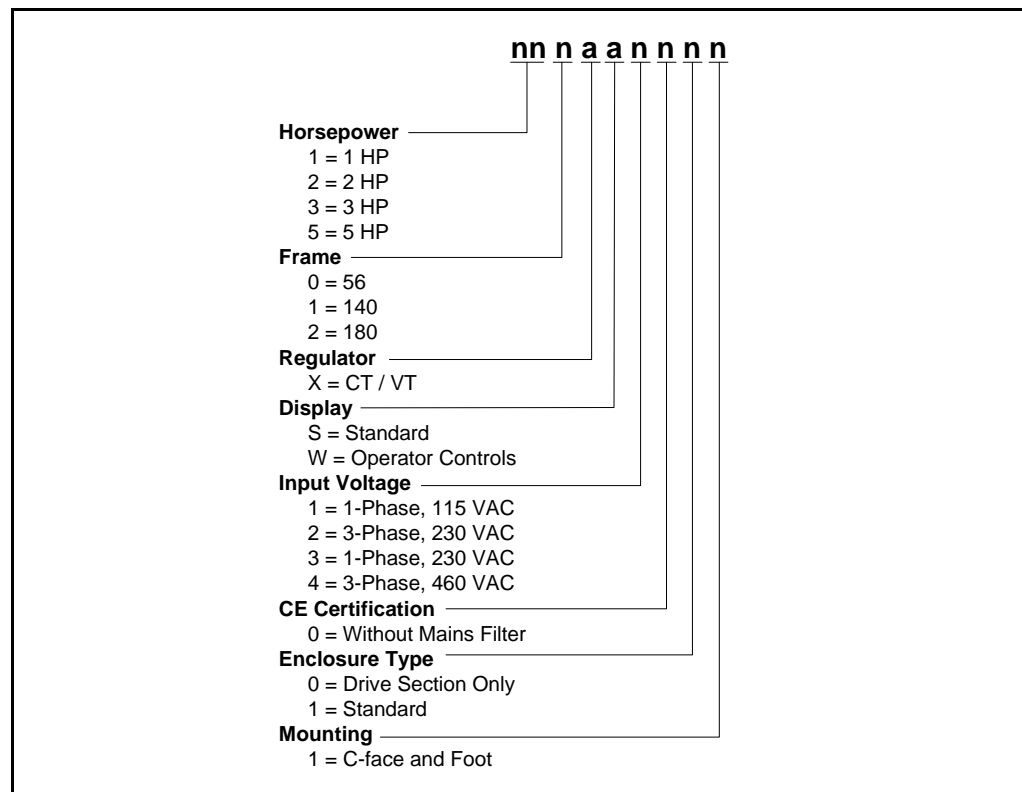 nn n a a n n n n
Horsepower
1 = 1 HP
2 = 2 HP
3 = 3 HP
5 = 5 HP
Frame
0 = 56
1 = 140
2 = 180
Regulator
X = CT / VT
Display
S = Standard
W = Operator Controls
Input Voltage
1 = 1-Phase, 115 VAC
2 = 3-Phase, 230 VAC
3 = 1-Phase, 230 VAC
4 = 3-Phase, 460 VAC
CE Certification
0 = Without Mains Filter
Enclosure Type
0 = Drive Section Only
1 = Standard
Mounting
1 = C-face and Foot